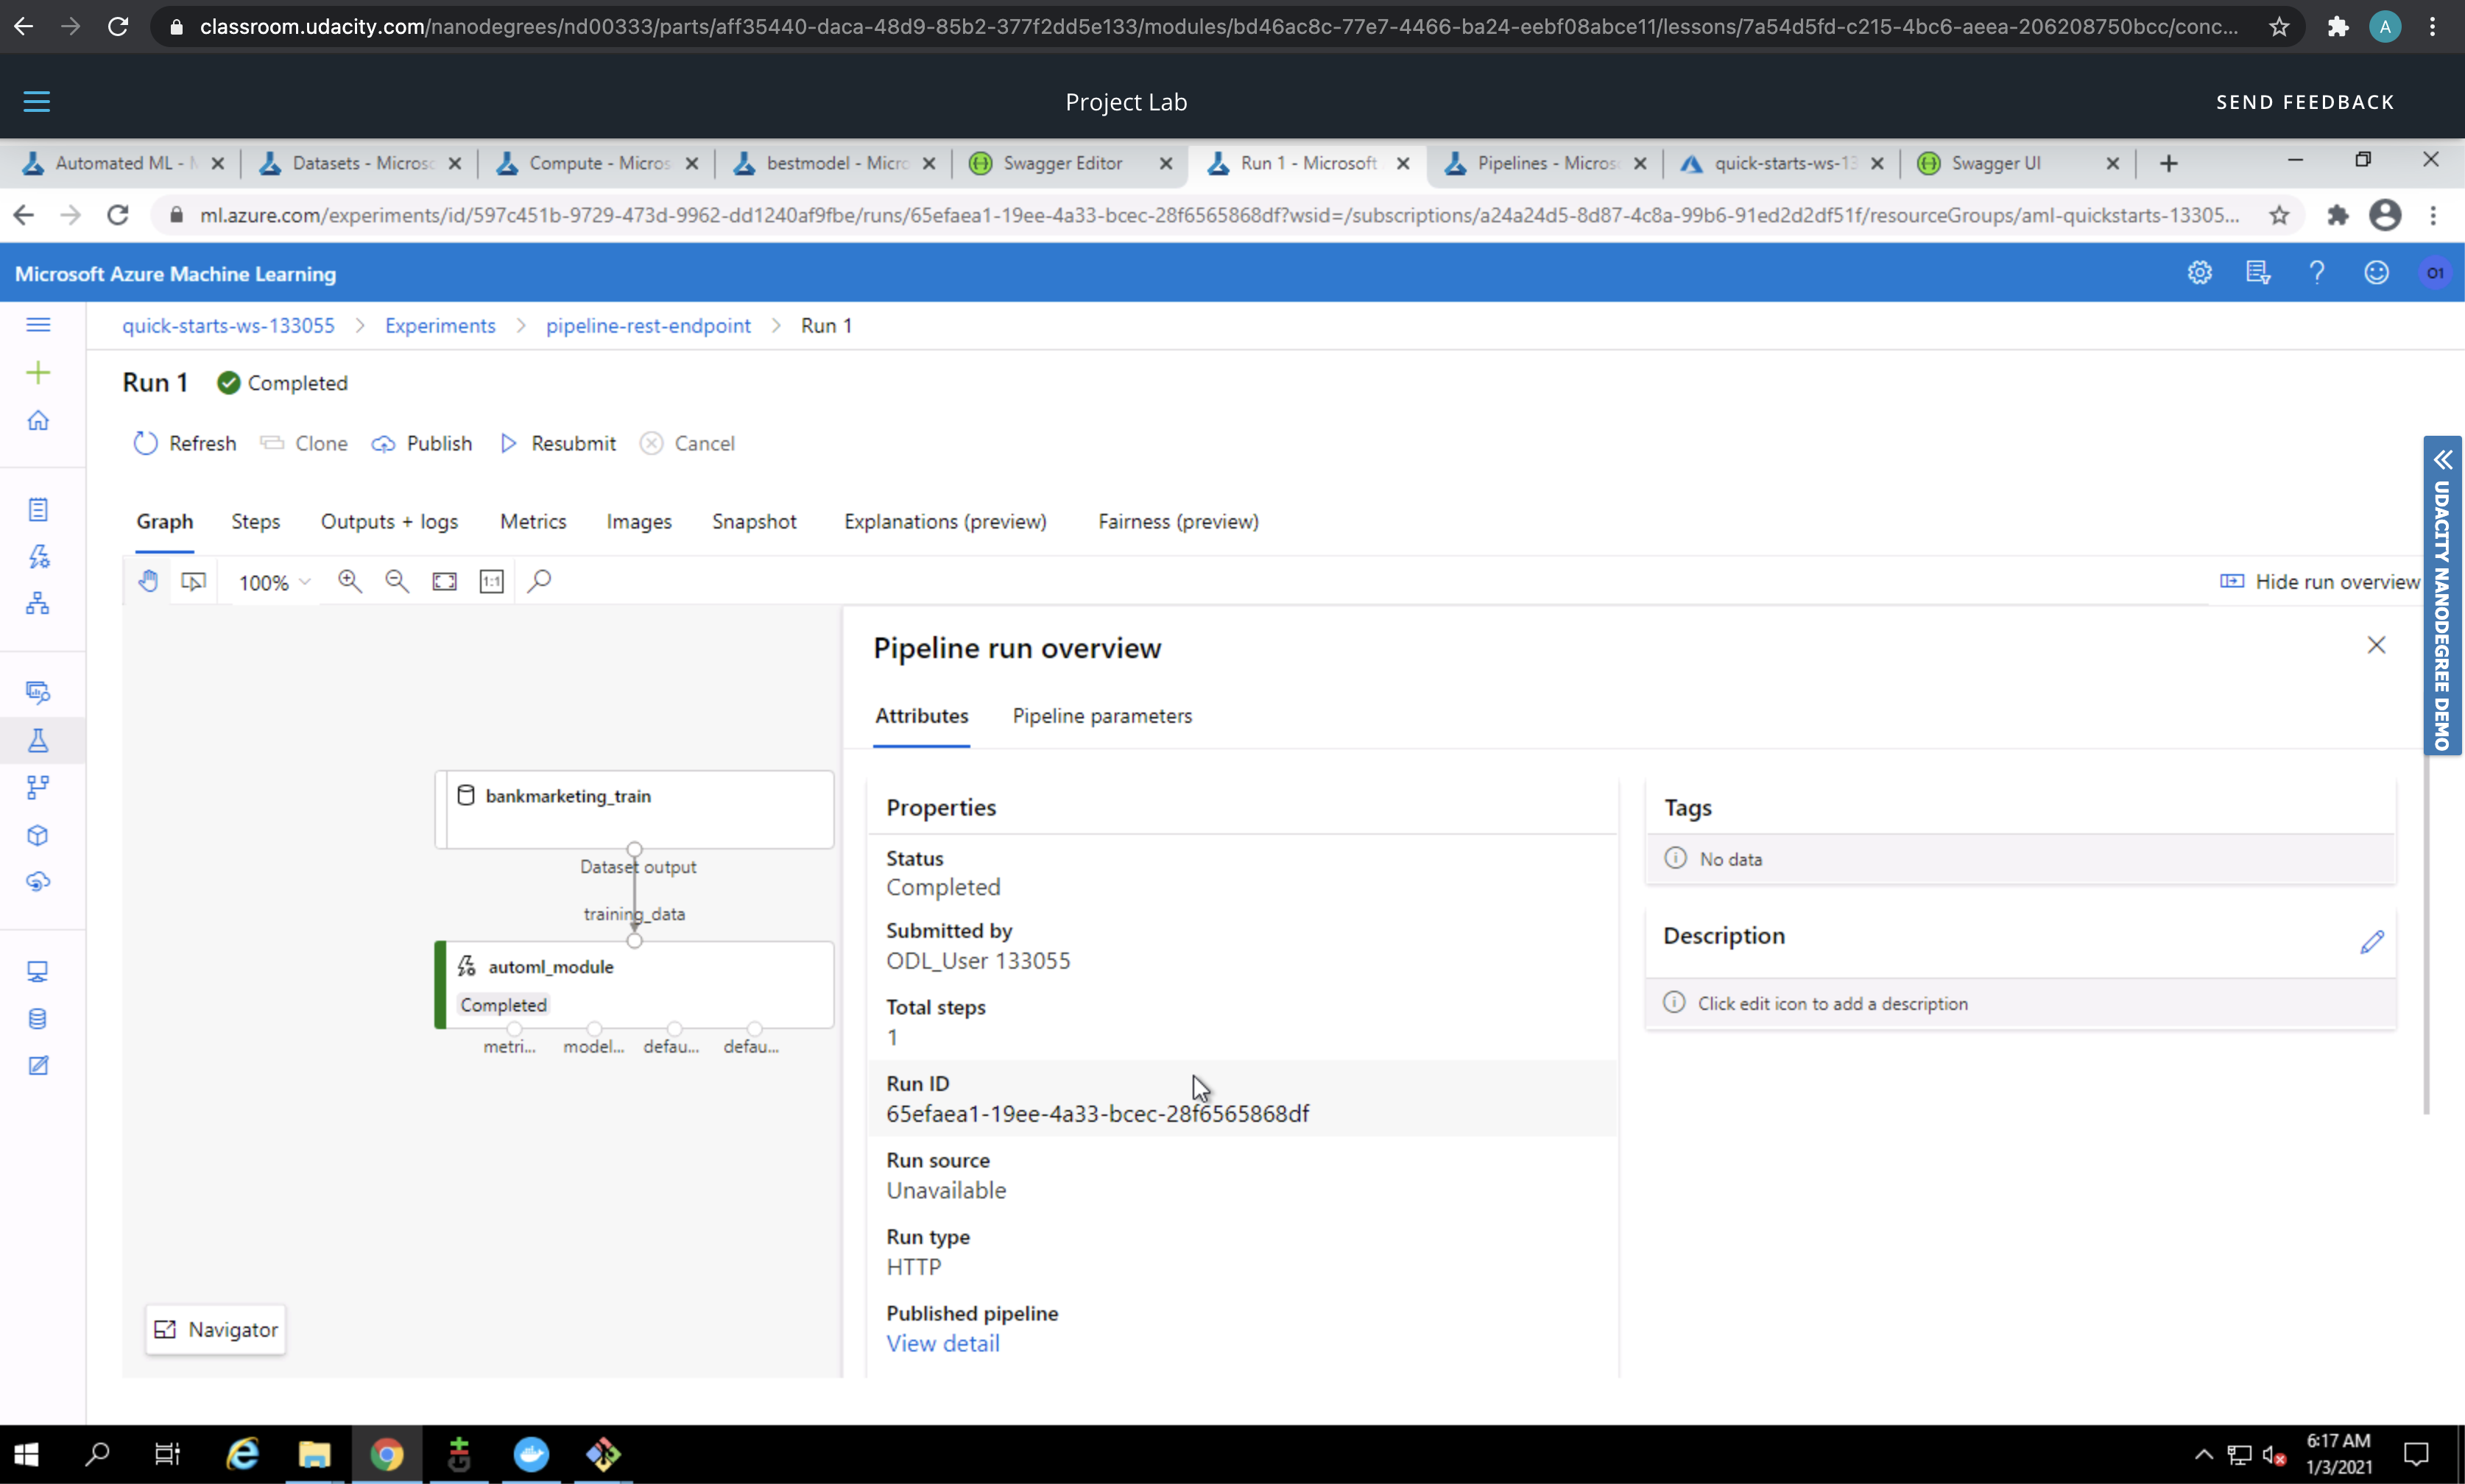 classroom.udacity.com/nanodegrees/nd00333/parts/aff35440-daca-48d9-85b2-377f2dd5e133/modules/bd46ac8c-77e7-4466-ba24-eebf08abce11/lessons/7a54d5fd-c215-4bc6-aeea-206208750bcc/conc...
A
Project Lab
SEND FEEDBACK
Automated ML - M
Datasets - Microsc
Compute - Micros
bestmodel - Micro
Swagger Editor
Run 1 - Microsoft
Pipelines - Micros
quick-starts-ws-13
Swagger UI
ml.azure.com/experiments/id/597c451b-9729-473d-9962-dd1240af9fbe/runs/65efaea1-19ee-4a33-bcec-28f6565868df?wsid=/subscriptions/a24a24d5-8d87-4c8a-99b6-91ed2d2df51f/resourceGroups/aml-quickstarts-13305...
Microsoft Azure Machine Learning
O1
quick-starts-ws-133055 > Experiments > pipeline-rest-endpoint > Run 1
Run 1 Completed
Refresh Clone Publish Resubmit Cancel
Graph Steps Outputs + logs Metrics Images Snapshot Explanations (preview) Fairness (preview)
100%
1:1
Hide run overview
UDACITY NANODEGREE DEMO
Pipeline run overview
Attributes Pipeline parameters
bankmarketing_train
Dataset output
training_data
automl_module
Completed
metri... model... defau... defau...
Navigator
Properties
Status
Completed
Submitted by
ODL_User 133055
Total steps
1
Run ID
65efaea1-19ee-4a33-bcec-28f6565868df
Run source
Unavailable
Run type
HTTP
Published pipeline
View detail
Tags
No data
Description
Click edit icon to add a description
6:17 AM
1/3/2021